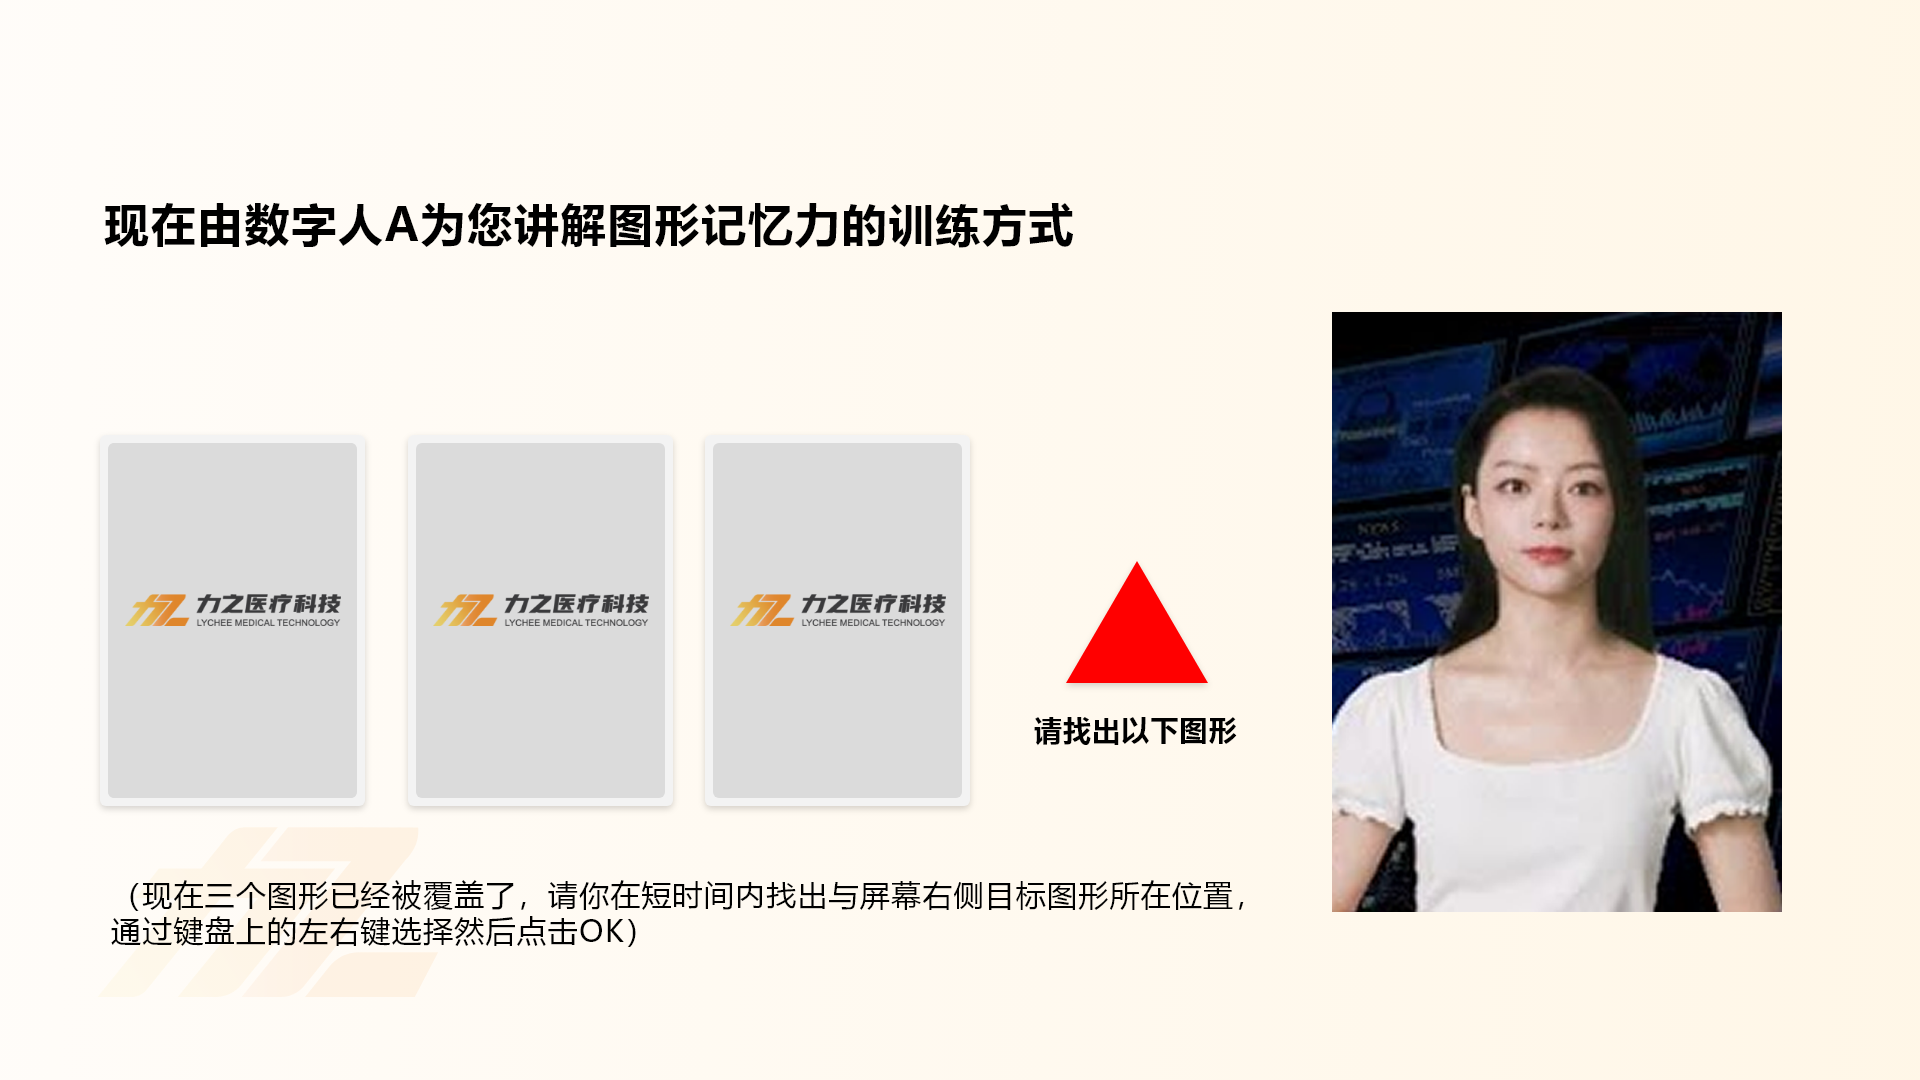 现在由数字人A为您讲解图形记忆力的训练方式
力之医疗科技
LYCHEE MEDICAL TECHNOLOGY
力之医疗科技
LYCHEE MEDICAL TECHNOLOGY
力之医疗科技
LYCHEE MEDICAL TECHNOLOGY
请找出以下图形
NEWS
（现在三个图形已经被覆盖了，请你在短时间内找出与屏幕右侧目标图形所在位置，
通过键盘上的左右键选择然后点击OK）